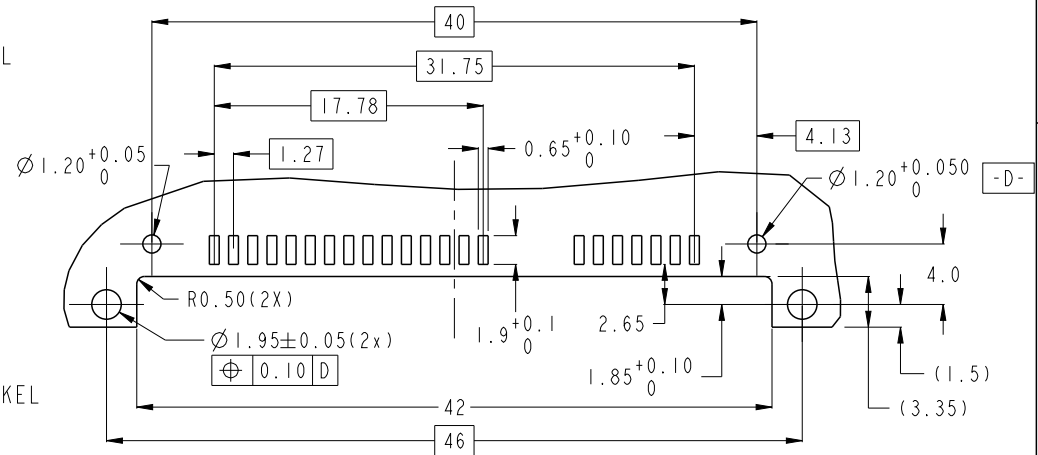 40
L
31.75
17.78
0.65 +0.10 0
4.13
Ø1.20 +0.05 0
1.27
Ø1.20 +0.050 0
-D-
4.0
R0.50(2X)
1.9 +0.1 0
2.65
Ø1.95±0.05(2x)
⌖ 0.10 D
1.85 +0.10 0
(1.5)
KEL
42
(3.35)
46